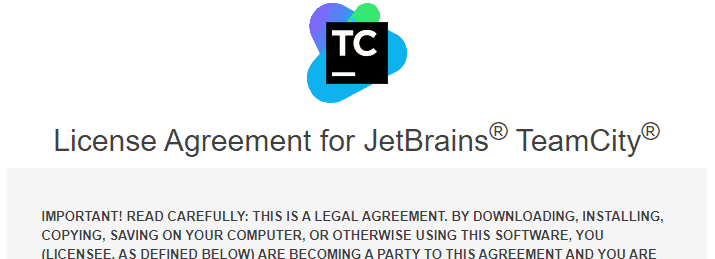 TC
License Agreement for JetBrains® TeamCity®
IMPORTANT! READ CAREFULLY: THIS IS A LEGAL AGREEMENT. BY DOWNLOADING, INSTALLING,
COPYING, SAVING ON YOUR COMPUTER, OR OTHERWISE USING THIS SOFTWARE, YOU
(LICENSEE, AS DEFINED BELOW) ARE BECOMING A PARTY TO THIS AGREEMENT AND YOU ARE